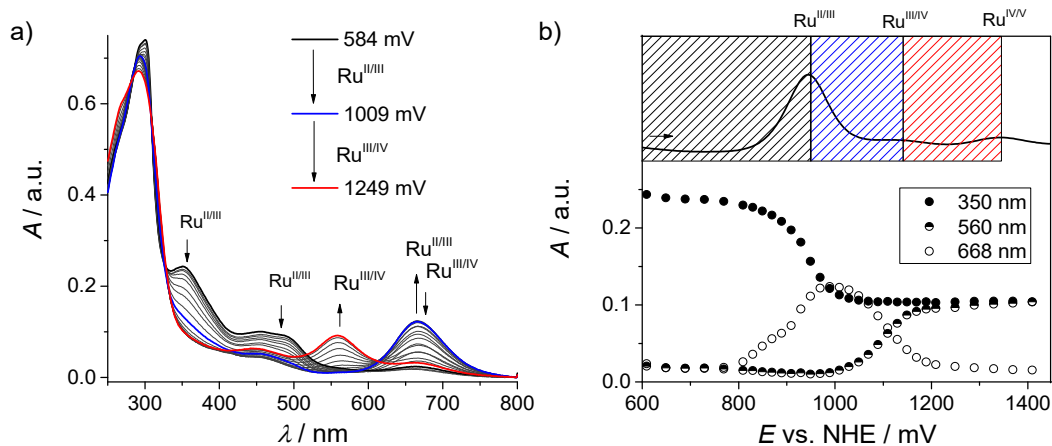 a)
584 mV
Ru^II/III
1009 mV
Ru^III/IV
1249 mV
Ru^II/III
Ru^II/III
Ru^III/IV
Ru^II/III
Ru^III/IV
A / a.u.
0.6
0.4
0.2
0.0
300 400 500 600 700 800
λ / nm
b)
Ru^II/III Ru^III/IV Ru^IV/V
350 nm
560 nm
668 nm
A / a.u.
0.2
0.1
0.0
600 800 1000 1200 1400
E vs. NHE / mV